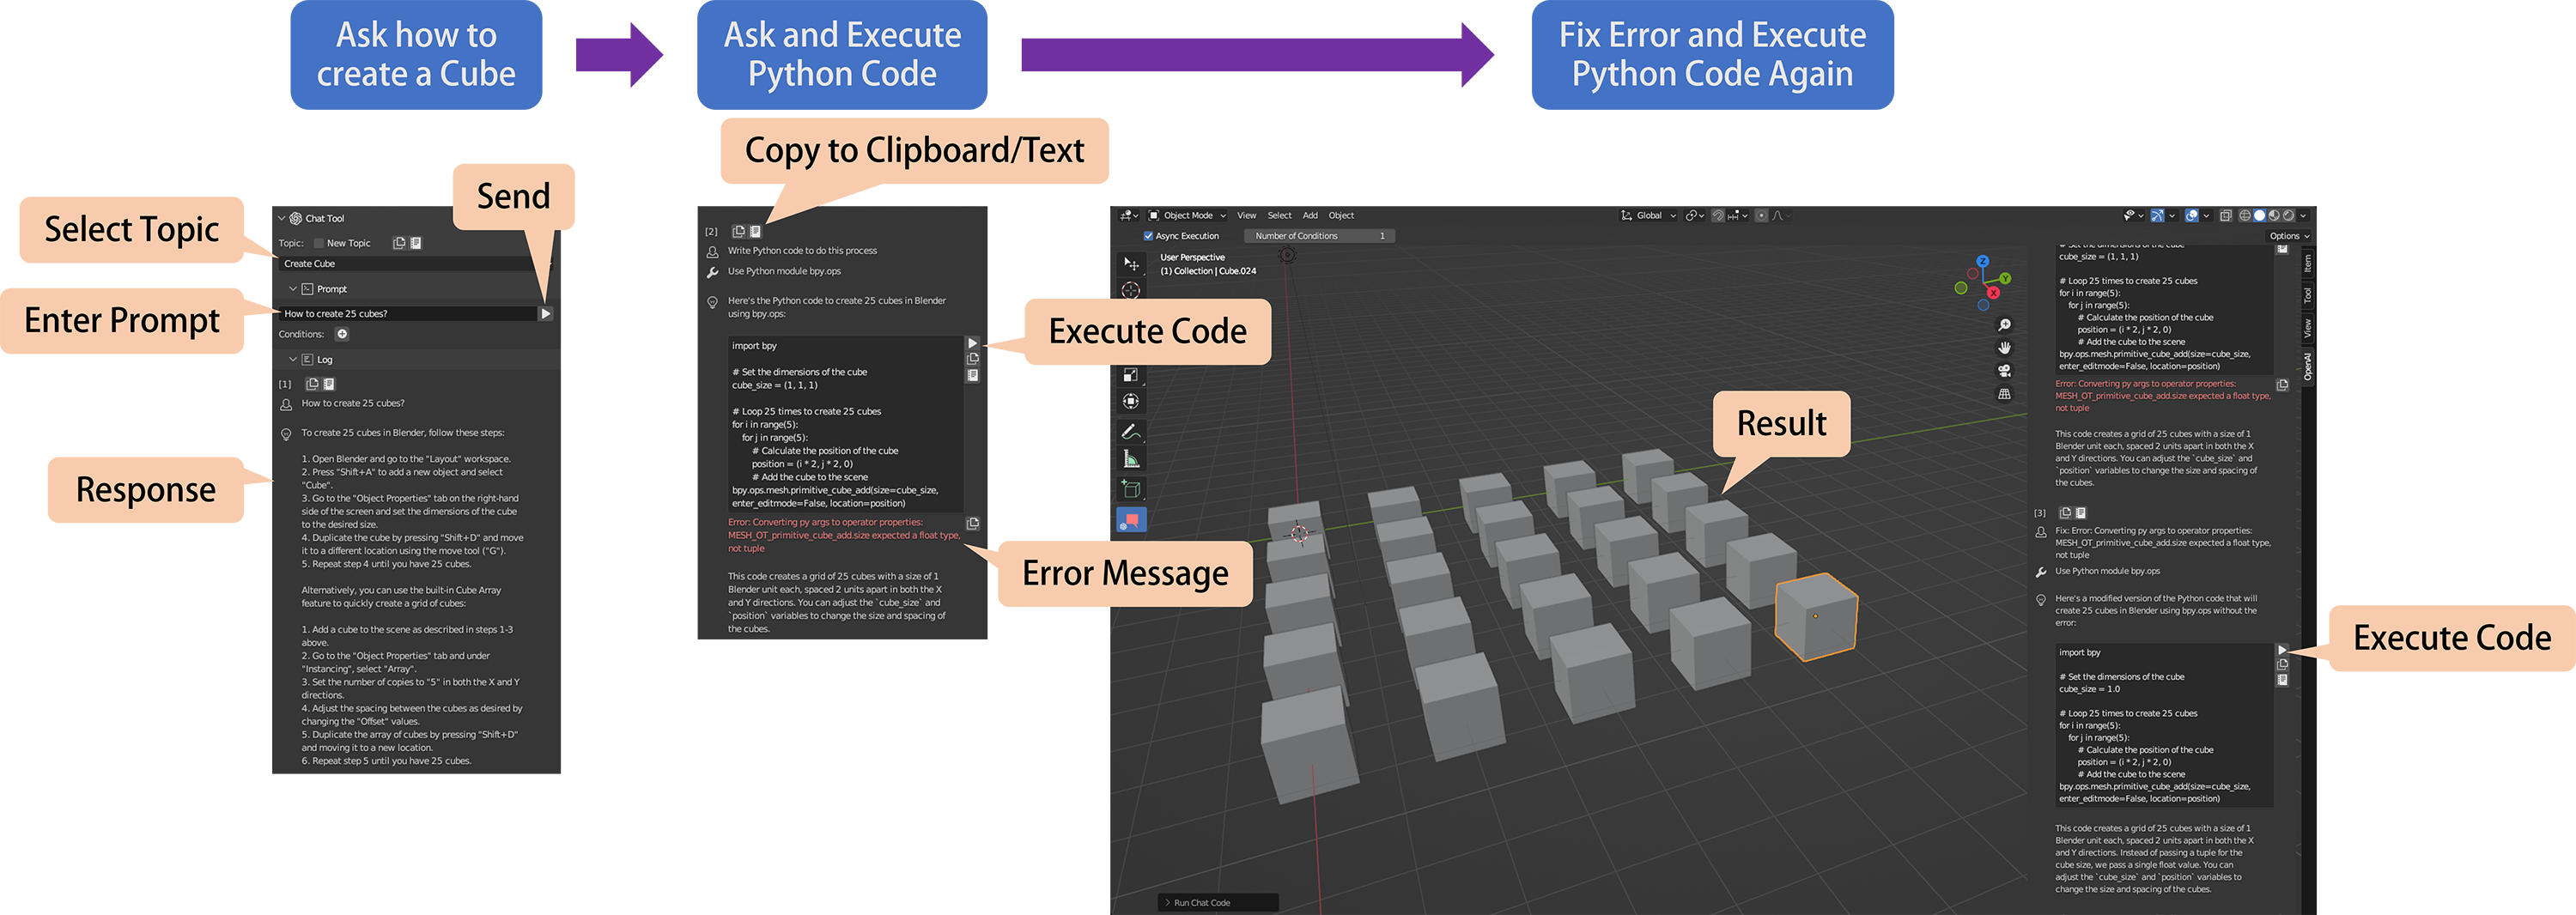 Ask how to
create a Cube
Ask and Execute
Python Code
Fix Error and Execute
Python Code Again
Select Topic
Enter Prompt
Response
Send
Chat Tool
Topic:
New Topic
Create Cube
Prompt
How to create 25 cubes?
Conditions:
Log
[1]
How to create 25 cubes?
To create 25 cubes in Blender, follow these steps:
1. Open Blender and go to the "Layout" workspace.
2. Press "Shift+A" to add a new object and select
"Cube".
3. Go to the "Object Properties" tab on the right-hand
side of the screen and set the dimensions of the cube
to the desired size.
4. Duplicate the cube by pressing "Shift+D" and move
it to a different location using the move tool ("G").
5. Repeat step 4 until you have 25 cubes.
Alternatively, you can use the built-in Cube Array
feature to quickly create a grid of cubes:
1. Add a cube to the scene as described in steps 1-3
above.
2. Go to the "Object Properties" tab and under
"Instancing", select "Array".
3. Set the number of copies to "5" in both the X and Y
directions.
4. Adjust the spacing between the cubes as desired by
changing the "Offset" values.
5. Duplicate the array of cubes by pressing "Shift+D"
and moving it to a new location.
6. Repeat step 5 until you have 25 cubes.
Copy to Clipboard/Text
[2]
Write Python code to do this process
Use Python module bpy.ops
Here's the Python code to create 25 cubes in Blender
using bpy.ops:
import bpy
# Set the dimensions of the cube
cube_size = (1, 1, 1)
# Loop 25 times to create 25 cubes
for i in range(5):
for j in range(5):
# Calculate the position of the cube
position = (i * 2, j * 2, 0)
# Add the cube to the scene
bpy.ops.mesh.primitive_cube_add(size=cube_size,
enter_editmode=False, location=position)
Error: Converting py args to operator properties:
MESH_OT_primitive_cube_add.size expected a float type,
not tuple
This code creates a grid of 25 cubes with a size of 1
Blender unit each, spaced 2 units apart in both the X
and Y directions. You can adjust the `cube_size` and
`position` variables to change the size and spacing of
the cubes.
Execute Code
Error Message
Object Mode
View
Select
Add
Object
Global
Async Execution
Number of Conditions
1
Options
User Perspective
(1) Collection | Cube.024
Z
Y
X
Item
Tool
View
OpenAI
Result
Run Chat Code
# Set the dimensions of the cube
cube_size = (1, 1, 1)
# Loop 25 times to create 25 cubes
for i in range(5):
for j in range(5):
# Calculate the position of the cube
position = (i * 2, j * 2, 0)
# Add the cube to the scene
bpy.ops.mesh.primitive_cube_add(size=cube_size,
enter_editmode=False, location=position)
Error: Converting py args to operator properties:
MESH_OT_primitive_cube_add.size expected a float type,
not tuple
This code creates a grid of 25 cubes with a size of 1
Blender unit each, spaced 2 units apart in both the X
and Y directions. You can adjust the `cube_size` and
`position` variables to change the size and spacing of
the cubes.
[3]
Fix: Error: Converting py args to operator properties:
MESH_OT_primitive_cube_add.size expected a float type,
not tuple
Use Python module bpy.ops
Here's a modified version of the Python code that will
create 25 cubes in Blender using bpy.ops without the
error:
import bpy
# Set the dimensions of the cube
cube_size = 1.0
# Loop 25 times to create 25 cubes
for i in range(5):
for j in range(5):
# Calculate the position of the cube
position = (i * 2, j * 2, 0)
# Add the cube to the scene
bpy.ops.mesh.primitive_cube_add(size=cube_size,
enter_editmode=False, location=position)
This code creates a grid of 25 cubes with a size of 1
Blender unit each, spaced 2 units apart in both the X
and Y directions. Instead of passing a tuple for the
cube size, we pass a single float value. You can
adjust the `cube_size` and `position` variables to
change the size and spacing of the cubes.
Execute Code